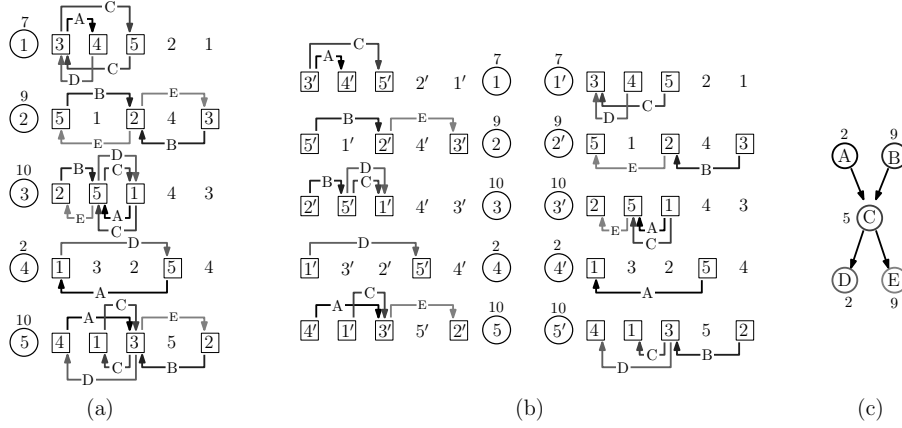 7
1
3 4 5 2 1
C
A
D
C
9
2
5 1 2 4 3
B
E
E
B
10
3
2 5 1 4 3
B
D
C
E
A
C
2
4
1 3 2 5 4
D
A
10
5
4 1 3 5 2
A
C
E
C
B
D
(a)
3′ 4′ 5′ 2′ 1′
C
A
7
1
5′ 1′ 2′ 4′ 3′
B
E
9
2
2′ 5′ 1′ 4′ 3′
B
D
C
10
3
1′ 3′ 2′ 5′ 4′
D
2
4
4′ 1′ 3′ 5′ 2′
A
C
E
10
5
7
1′
3 4 5 2 1
C
D
9
2′
5 1 2 4 3
E
B
10
3′
2 5 1 4 3
E
A
C
2
4′
1 3 2 5 4
A
10
5′
4 1 3 5 2
C
B
D
(b)
2 9
A B
5 C
D E
2 9
(c)